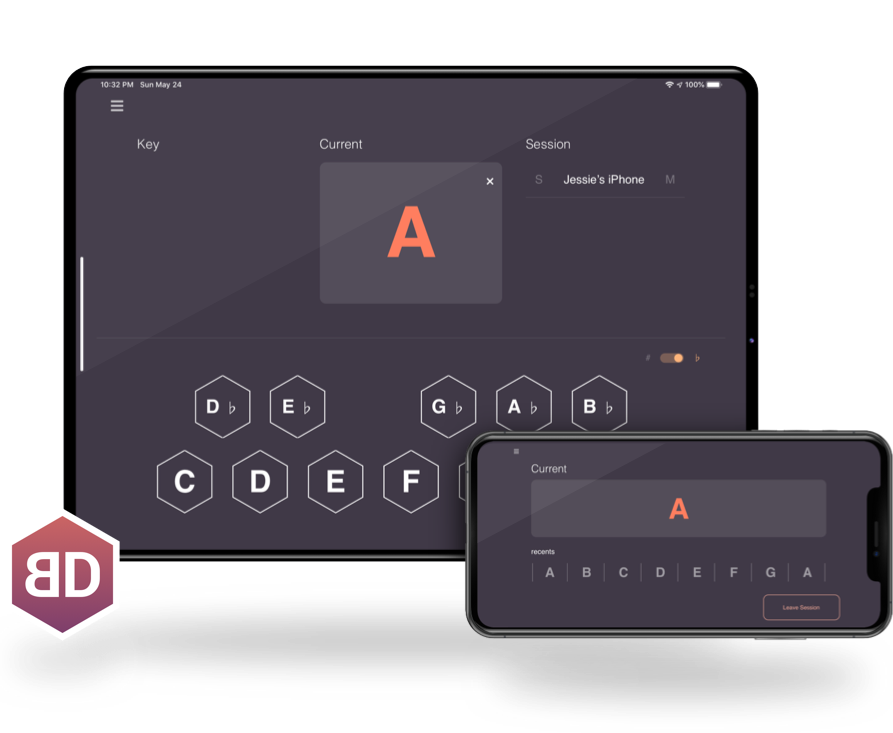 10:32 PM Sun May 24
100%
Key
Current
Session
A
S Jessie's iPhone M
♯ ♭
D♭ E♭ G♭ A♭ B♭
C D E F
BD
Current
A
recents
A B C D E F G A
Leave Session